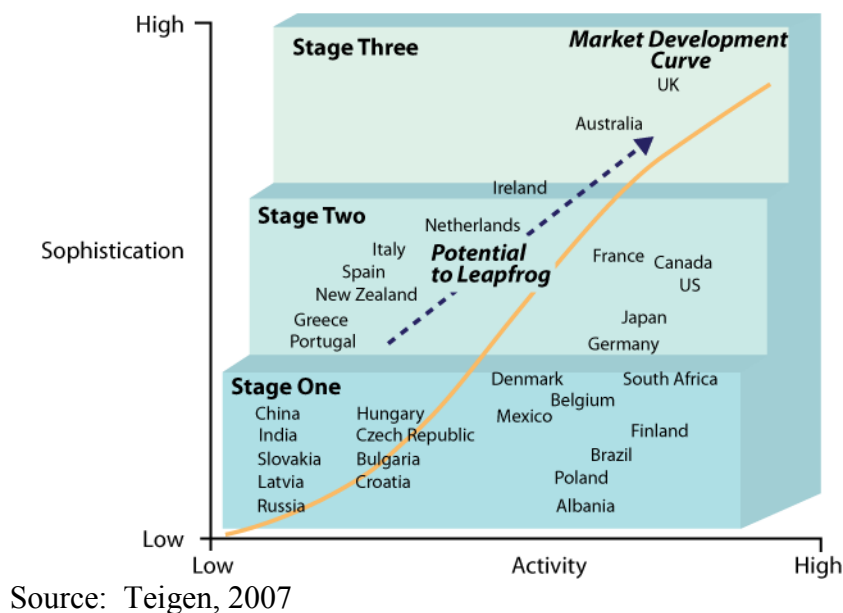 High
Stage Three
Market Development
Curve
UK
Australia
Ireland
Stage Two
Netherlands
Sophistication
Italy
Potential
to Leapfrog
France
Canada
Spain
US
New Zealand
Greece
Japan
Portugal
Germany
Stage One
Denmark
South Africa
Belgium
China
Hungary
Mexico
India
Czech Republic
Finland
Slovakia
Bulgaria
Brazil
Latvia
Croatia
Poland
Russia
Albania
Low
Low
Activity
High
Source: Teigen, 2007